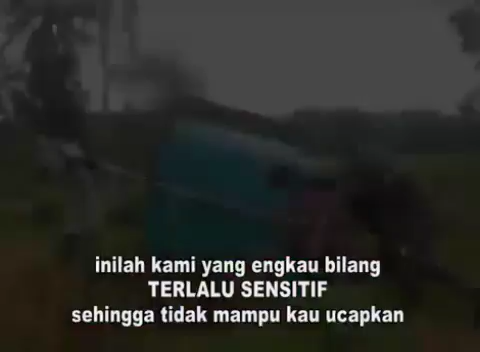 inilah kami yang engkau bilang
TERLALU SENSITIF
sehingga tidak mampu kau ucapkan